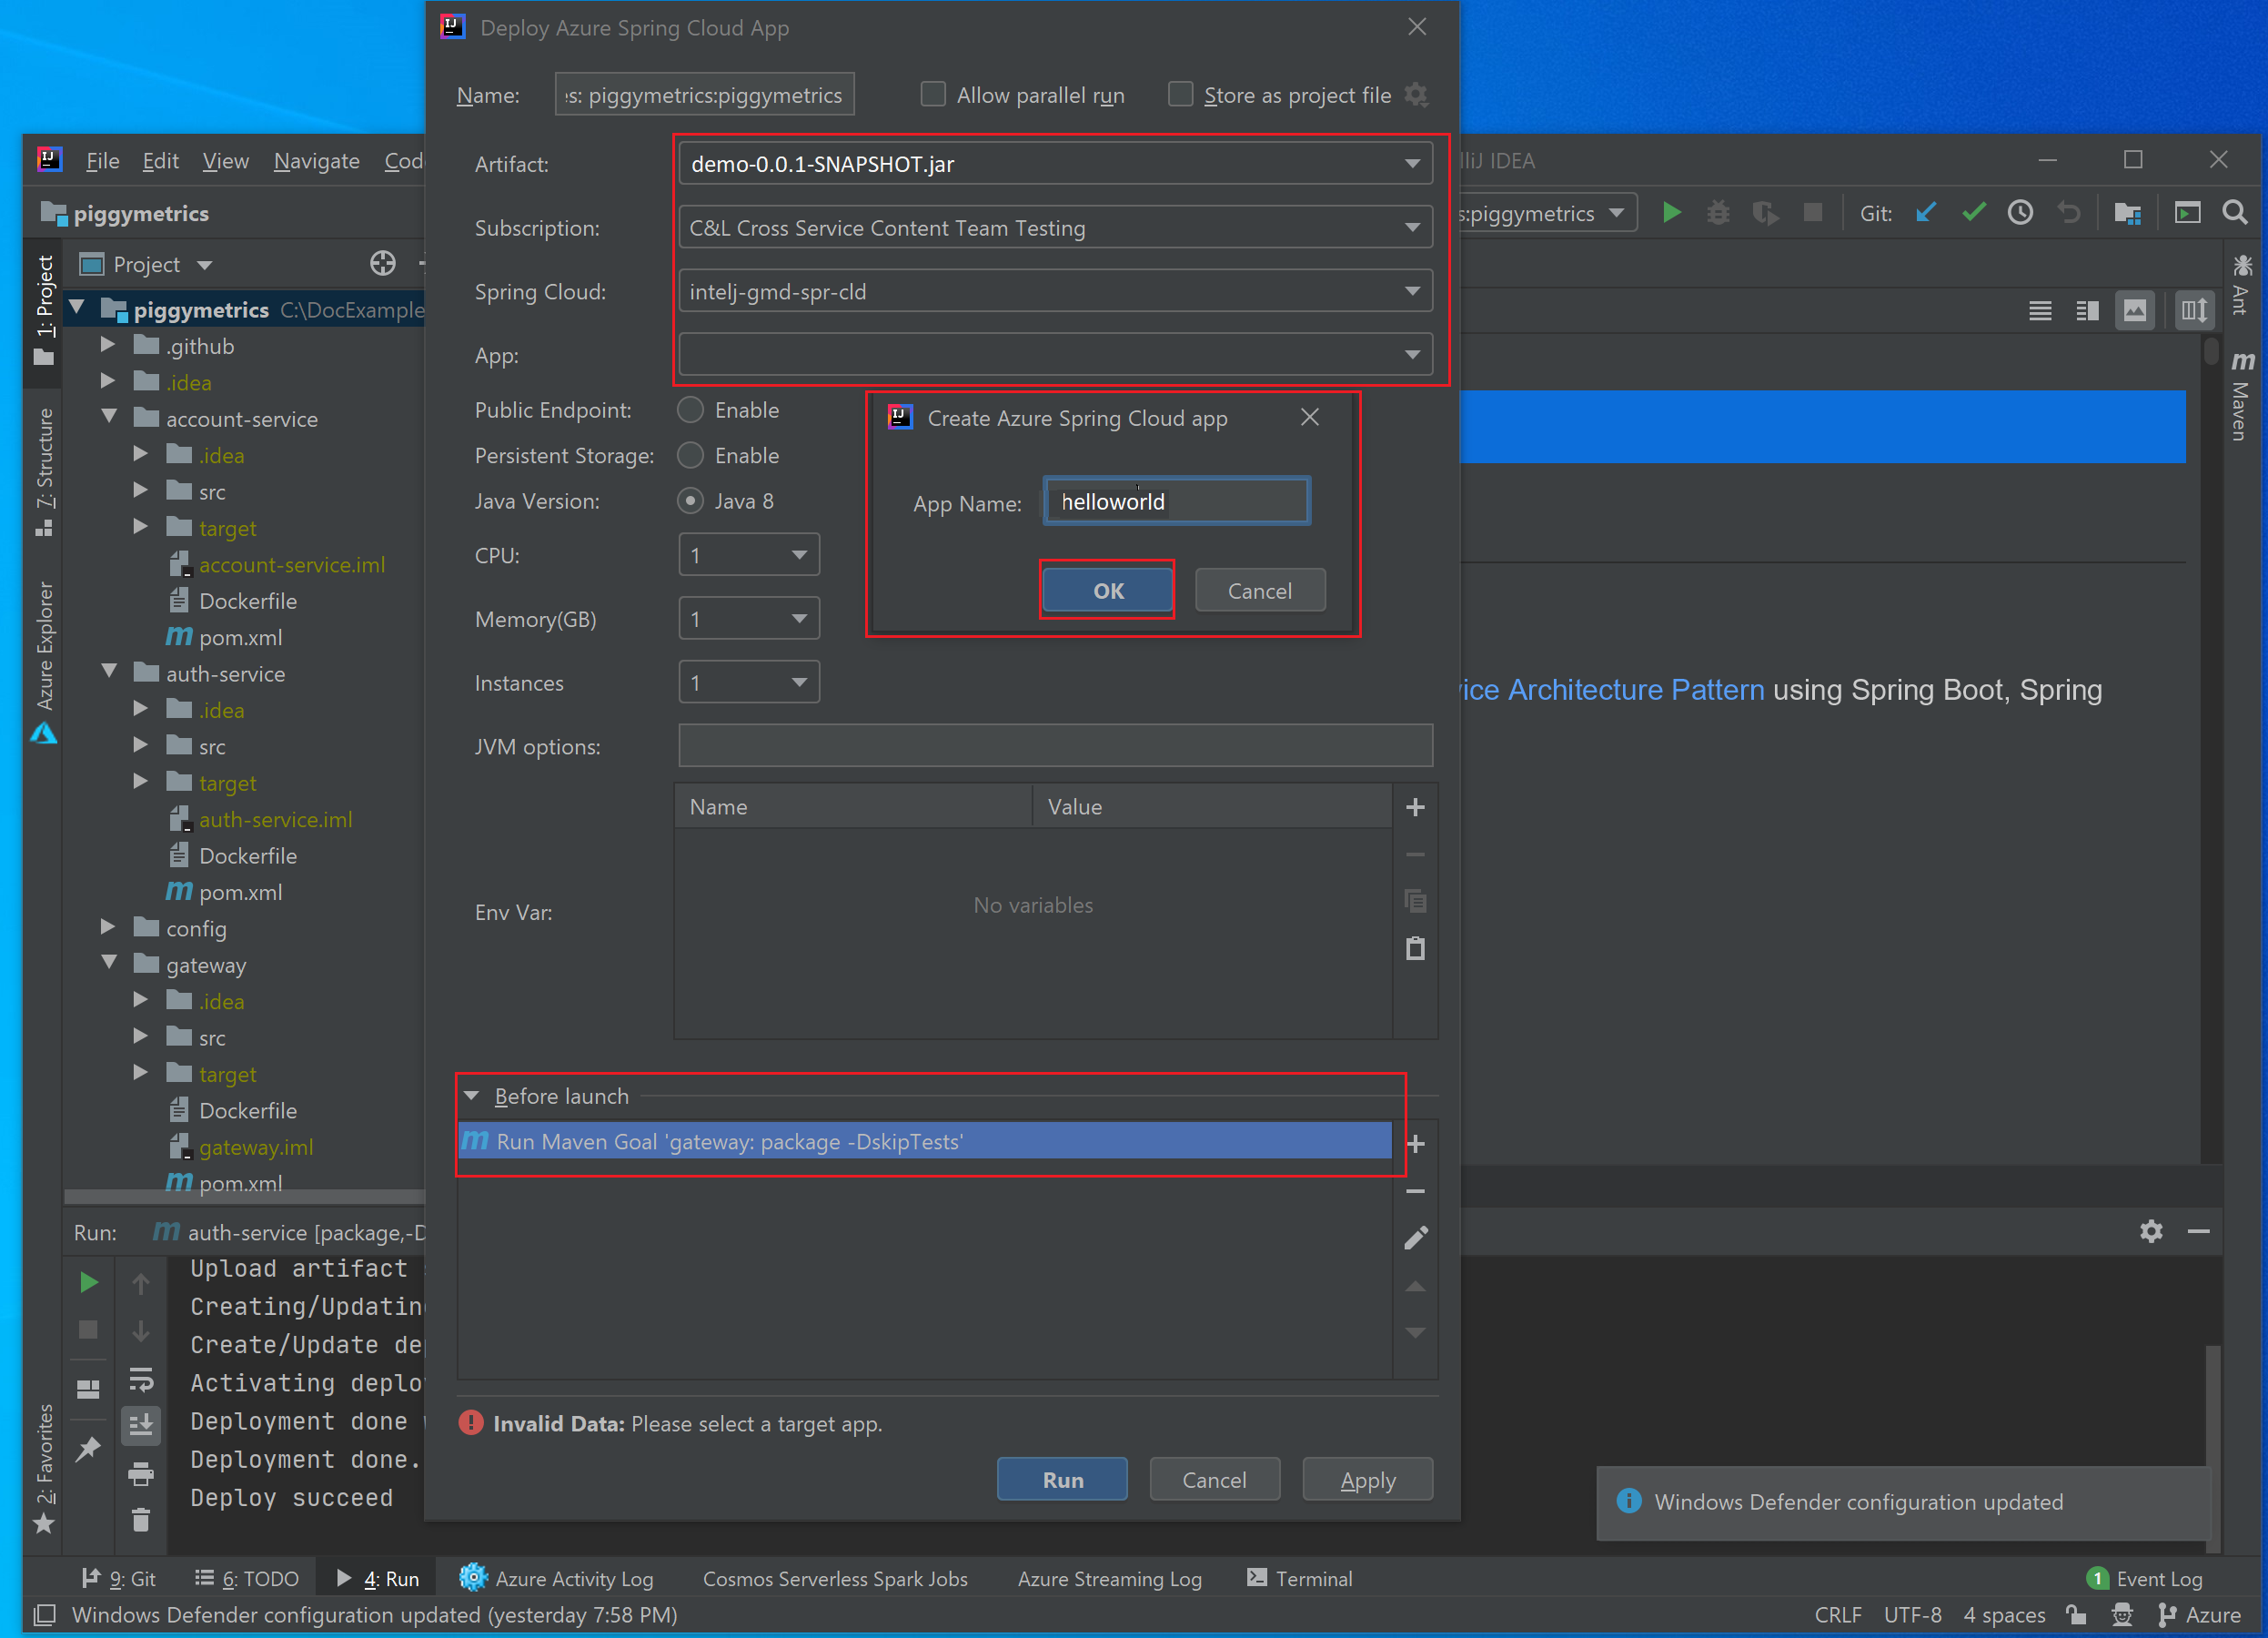 Deploy Azure Spring Cloud App
Name: s: piggymetrics:piggymetrics Allow parallel run Store as project file
Artifact: demo-0.0.1-SNAPSHOT.jar
Subscription: C&L Cross Service Content Team Testing
Spring Cloud: intelj-gmd-spr-cld
App:
Public Endpoint: Enable
Persistent Storage: Enable
Java Version: Java 8
CPU: 1
Memory(GB) 1
Instances 1
JVM options:
Name Value
Env Var: No variables
Before launch
Run Maven Goal 'gateway: package -DskipTests'
Invalid Data: Please select a target app.
Run Cancel Apply
Create Azure Spring Cloud app
App Name: helloworld
OK Cancel
File Edit View Navigate Cod
lliJ IDEA
piggymetrics
s:piggymetrics Git:
1: Project
7: Structure
Azure Explorer
2: Favorites
Project
piggymetrics C:\DocExample
.github
.idea
account-service
.idea
src
target
account-service.iml
Dockerfile
pom.xml
auth-service
.idea
src
target
auth-service.iml
Dockerfile
pom.xml
config
gateway
.idea
src
target
Dockerfile
gateway.iml
pom.xml
Ant
Maven
vice Architecture Pattern using Spring Boot, Spring
Run: auth-service [package,-D
Upload artifact
Creating/Updating
Create/Update de
Activating deplo
Deployment done
Deployment done.
Deploy succeed
Windows Defender configuration updated
9: Git 6: TODO 4: Run Azure Activity Log Cosmos Serverless Spark Jobs Azure Streaming Log Terminal 1 Event Log
Windows Defender configuration updated (yesterday 7:58 PM) CRLF UTF-8 4 spaces Azure